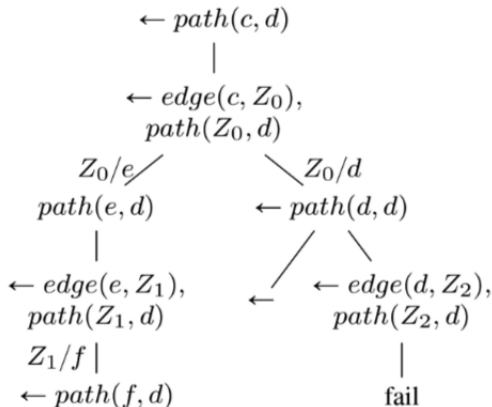 ← path(c, d)
← edge(c, Z₀),
path(Z₀, d)
Z₀/e Z₀/d
path(e, d) ← path(d, d)
← edge(e, Z₁), ← ← edge(d, Z₂),
path(Z₁, d) path(Z₂, d)
Z₁/f
← path(f, d) fail